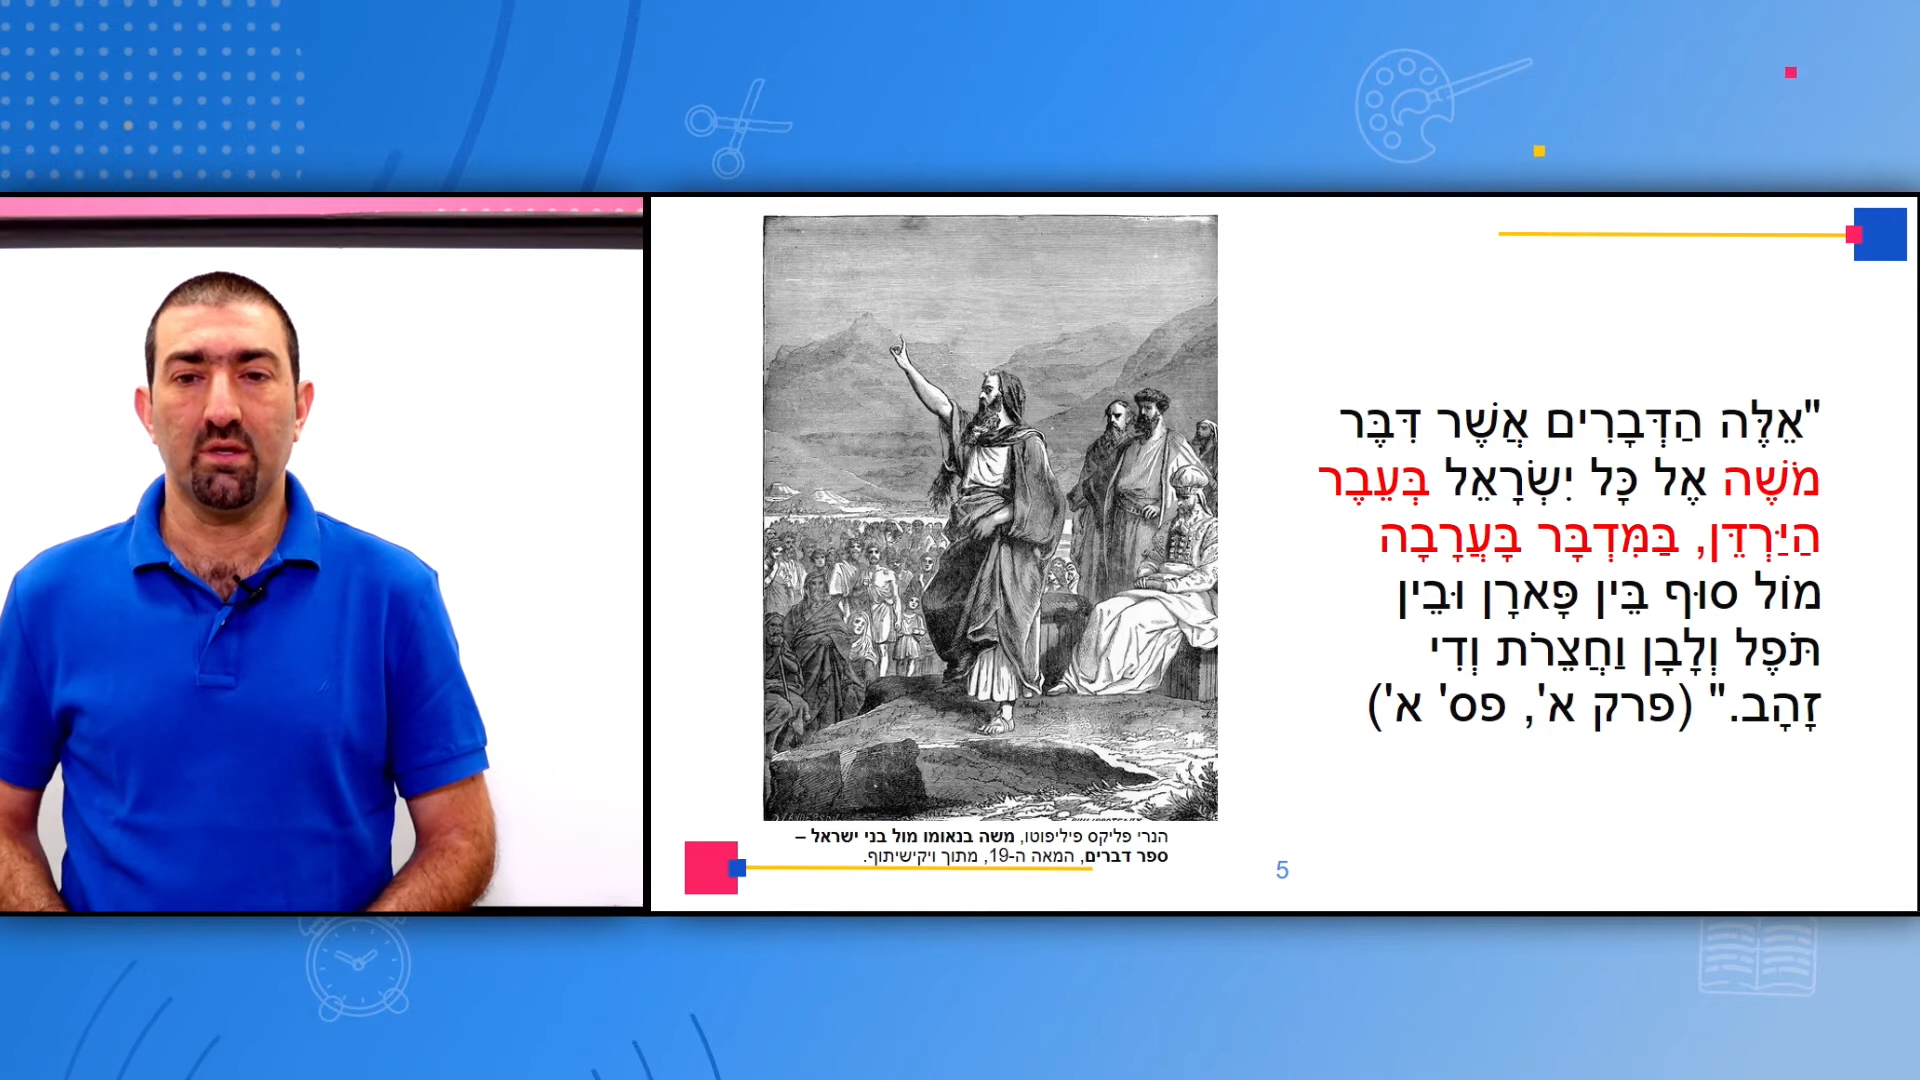 "אֵלֶּה הַדְּבָרִים אֲשֶׁר דִּבֶּר
מֹשֶׁה אֶל כָּל יִשְׂרָאֵל בְּעֵבֶר
הַיַּרְדֵּן, בַּמִּדְבָּר בָּעֲרָבָה
מוֹל סוּף בֵּין פָּארָן וּבֵין
תֹּפֶל וְלָבָן וַחֲצֵרֹת וְדִי
זָהָב." (פרק א', פס' א')
הנרי פליקס פיליפוטו, משה בנאומו מול בני ישראל –
ספר דברים, המאה ה-19, מתוך ויקישיתוף.
5